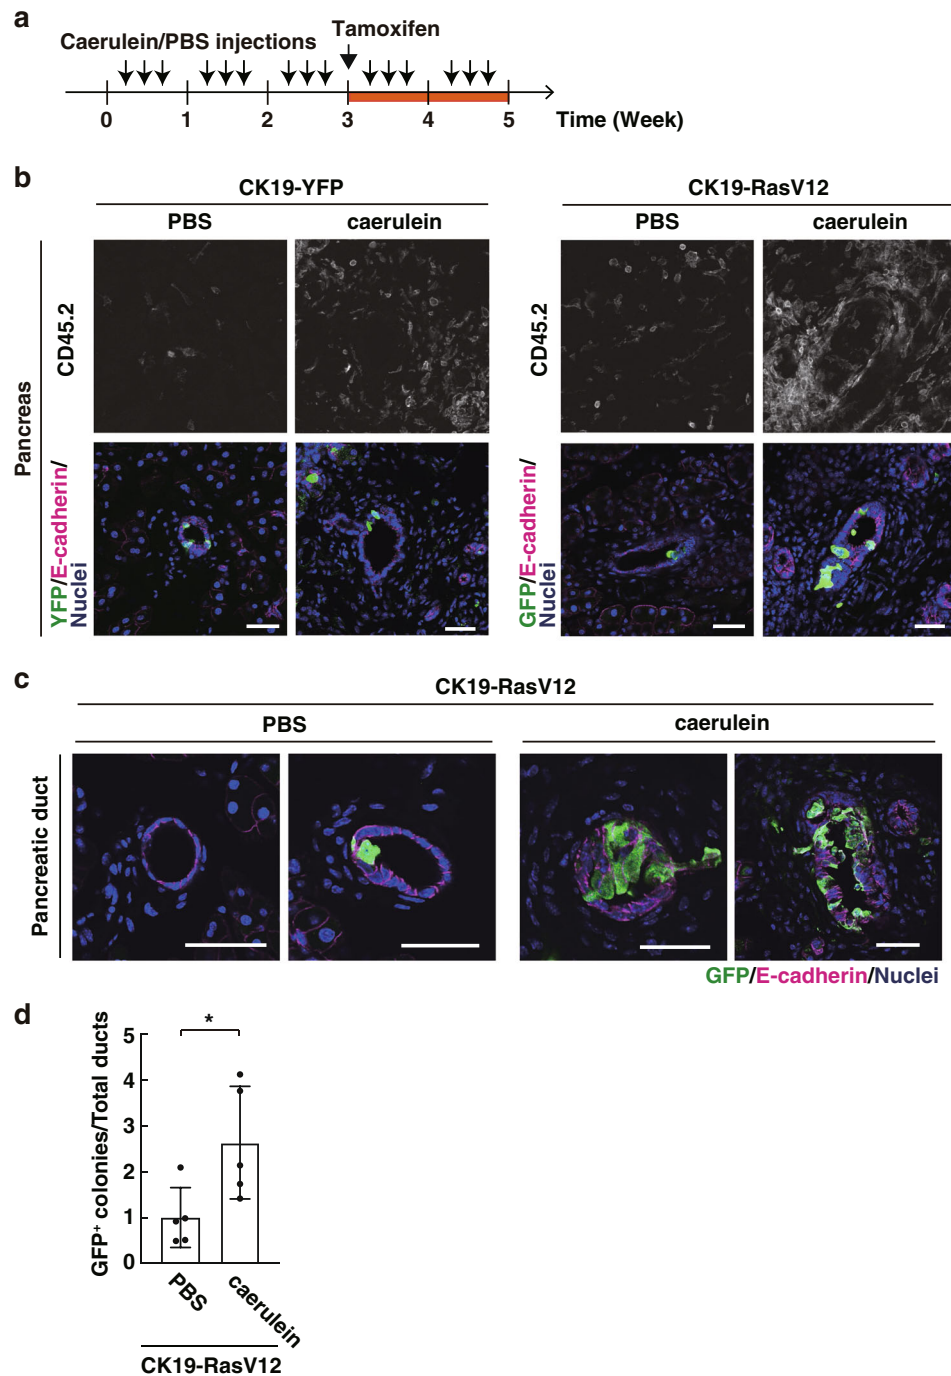 a
Caerulein/PBS injections
Tamoxifen
0 1 2 3 4 5 Time (Week)
b
CK19-YFP
CK19-RasV12
PBS caerulein
PBS caerulein
Pancreas
CD45.2
YFP/E-cadherin/
Nuclei
CD45.2
GFP/E-cadherin/
Nuclei
c
CK19-RasV12
PBS caerulein
Pancreatic duct
GFP/E-cadherin/Nuclei
d
GFP⁺ colonies/Total ducts
5
4
3
2
1
0
*
PBS
caerulein
CK19-RasV12